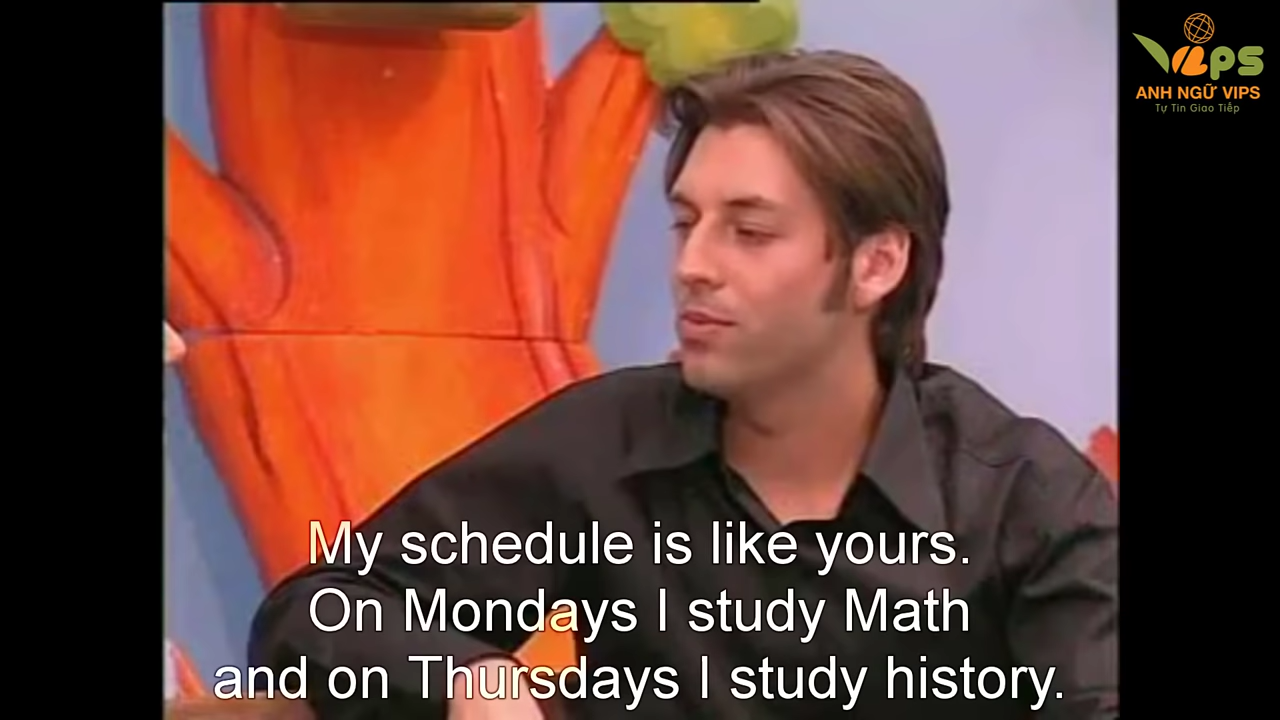 VIPS
ANH NGỮ VIPS
Tự Tin Giao Tiếp
My schedule is like yours.
On Mondays I study Math
and on Thursdays I study history.